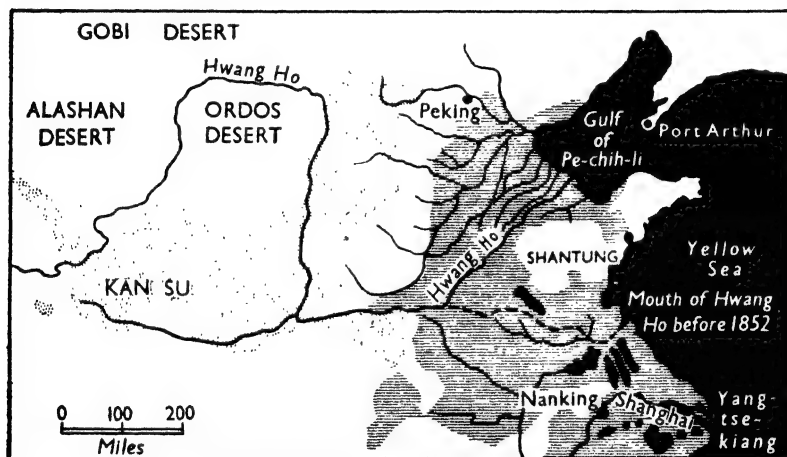 GOBI DESERT
Hwang Ho
ALASHAN
DESERT
ORDOS
DESERT
Peking
Gulf
of
Pe-chih-li
Port Arthur
Hwang Ho
SHANTUNG
Yellow
Sea
KAN SU
Mouth of Hwang
Ho before 1852
Nanking
Shanghai
Yang-
tse-
kiang
0 100 200
Miles